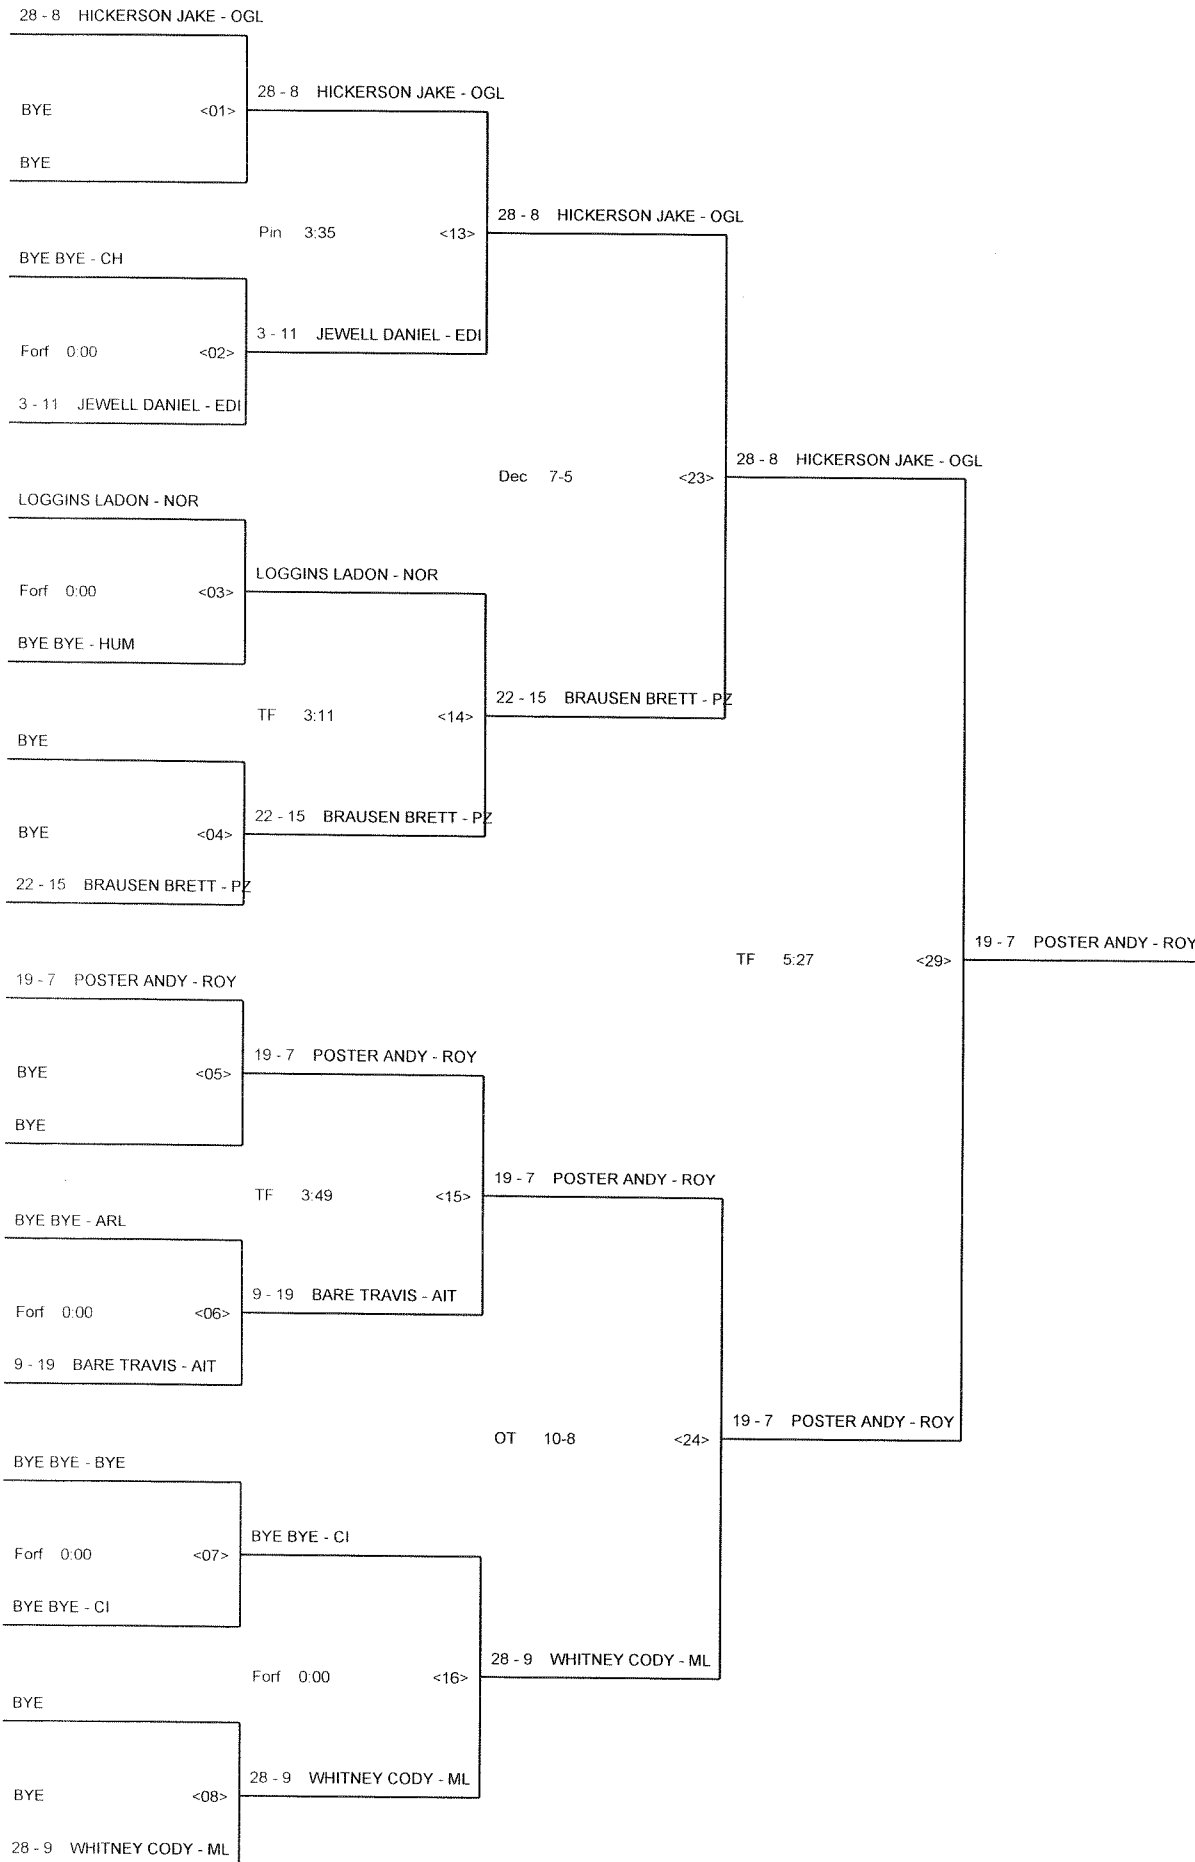 28 - 8 HICKERSON JAKE - OGL
28 - 8 HICKERSON JAKE - OGL
BYE <01>
BYE
28 - 8 HICKERSON JAKE - OGL
Pin 3:35 <13>
BYE BYE - CH
3 - 11 JEWELL DANIEL - EDI
Forf 0:00 <02>
3 - 11 JEWELL DANIEL - EDI
28 - 8 HICKERSON JAKE - OGL
Dec 7-5 <23>
LOGGINS LADON - NOR
LOGGINS LADON - NOR
Forf 0:00 <03>
BYE BYE - HUM
22 - 15 BRAUSEN BRETT - PZ
TF 3:11 <14>
BYE
22 - 15 BRAUSEN BRETT - PZ
BYE <04>
22 - 15 BRAUSEN BRETT - PZ
19 - 7 POSTER ANDY - ROY
TF 5:27 <29>
19 - 7 POSTER ANDY - ROY
19 - 7 POSTER ANDY - ROY
BYE <05>
BYE
19 - 7 POSTER ANDY - ROY
TF 3:49 <15>
BYE BYE - ARL
9 - 19 BARE TRAVIS - AIT
Forf 0:00 <06>
9 - 19 BARE TRAVIS - AIT
19 - 7 POSTER ANDY - ROY
OT 10-8 <24>
BYE BYE - BYE
BYE BYE - CI
Forf 0:00 <07>
BYE BYE - CI
28 - 9 WHITNEY CODY - ML
Forf 0:00 <16>
BYE
28 - 9 WHITNEY CODY - ML
BYE <08>
28 - 9 WHITNEY CODY - ML